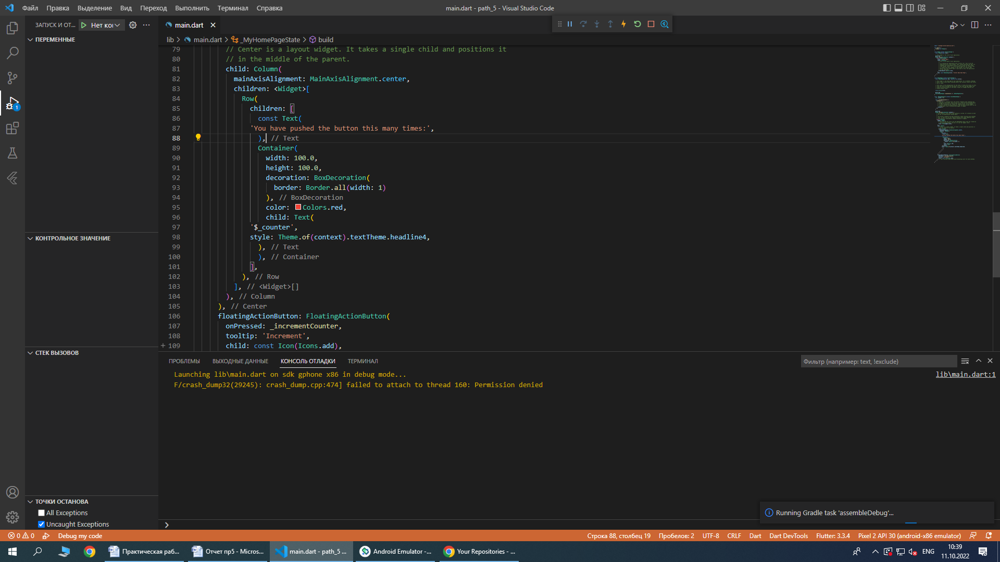 Файл Правка Выделение Вид Переход Выполнить Терминал Справка
main.dart - path_5 - Visual Studio Code
ЗАПУСК И ОТ... Нет ко
main.dart
lib > main.dart > _MyHomePageState > build
ПЕРЕМЕННЫЕ
КОНТРОЛЬНОЕ ЗНАЧЕНИЕ
СТЕК ВЫЗОВОВ
ТОЧКИ ОСТАНОВА
All Exceptions
Uncaught Exceptions
1
79 // Center is a layout widget. It takes a single child and positions it
80 // in the middle of the parent.
81 child: Column(
82 mainAxisAlignment: MainAxisAlignment.center,
83 children: <Widget>[
84 Row(
85 children: [
86 const Text(
87 'You have pushed the button this many times:',
88 ), // Text
89 Container(
90 width: 100.0,
91 height: 100.0,
92 decoration: BoxDecoration(
93 border: Border.all(width: 1)
94 ), // BoxDecoration
95 color: Colors.red,
96 child: Text(
97 '$_counter',
98 style: Theme.of(context).textTheme.headline4,
99 ), // Text
100 ), // Container
101 ],
102 ), // Row
103 ], // <Widget>[]
104 ), // Column
105 ), // Center
106 floatingActionButton: FloatingActionButton(
107 onPressed: _incrementCounter,
108 tooltip: 'Increment',
109 child: const Icon(Icons.add),
ПРОБЛЕМЫ ВЫХОДНЫЕ ДАННЫЕ КОНСОЛЬ ОТЛАДКИ ТЕРМИНАЛ
Фильтр (например: text, !exclude)
Launching lib\main.dart on sdk gphone x86 in debug mode...
lib\main.dart:1
F/crash_dump32(29245): crash_dump.cpp:474] failed to attach to thread 160: Permission denied
Running Gradle task 'assembleDebug'...
0 0 Debug my code
Строка 88, столбец 19 Пробелов: 2 UTF-8 CRLF Dart Dart DevTools Flutter: 3.3.4 Pixel 2 API 30 (android-x86 emulator)
Практическая раб... Отчет пр5 - Micros... main.dart - path_5 ... Android Emulator -... Your Repositories - ...
ENG
10:39
11.10.2022